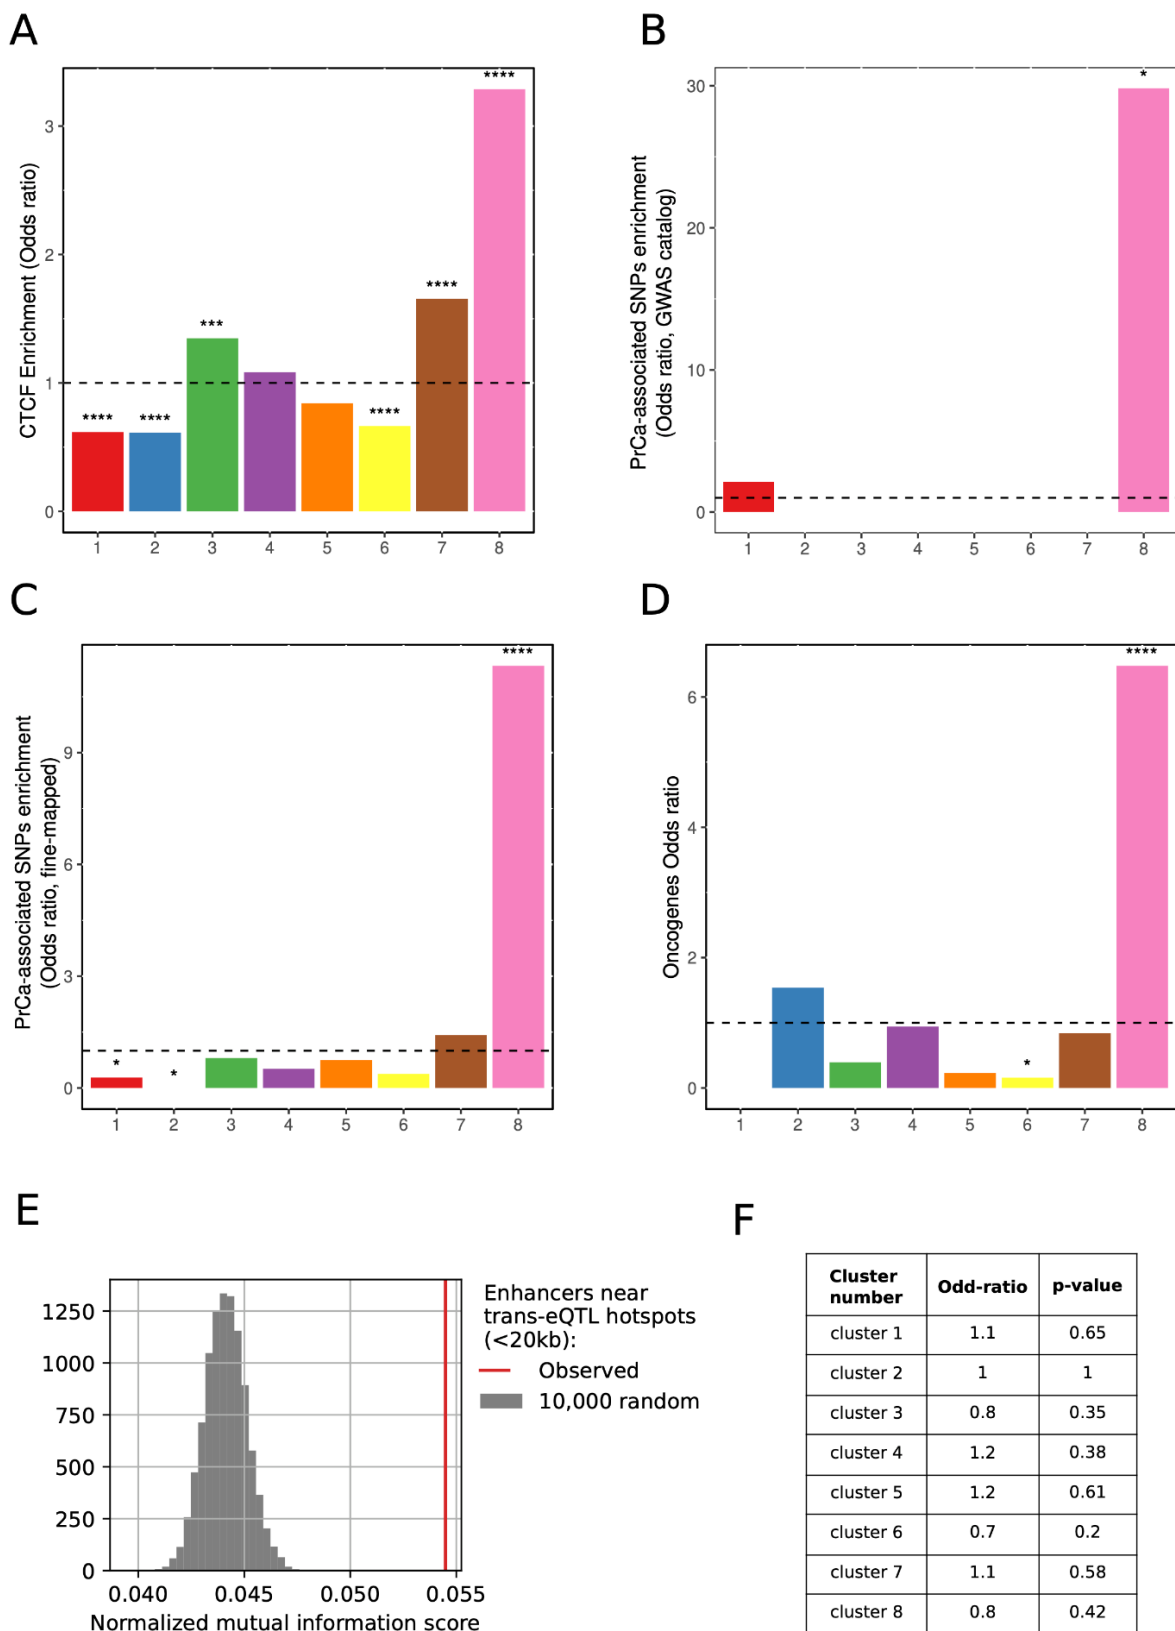 A
CTCF Enrichment (Odds ratio)
3
2
1
0
****
****
***
****
****
****
1 2 3 4 5 6 7 8
B
PrCa-associated SNPs enrichment
(Odds ratio, GWAS catalog)
30
20
10
0
*
1 2 3 4 5 6 7 8
C
PrCa-associated SNPs enrichment
(Odds ratio, fine-mapped)
9
6
3
0
*
*
****
1 2 3 4 5 6 7 8
D
Oncogenes Odds ratio
6
4
2
0
*
****
1 2 3 4 5 6 7 8
E
1250
1000
750
500
250
0
0.040 0.045 0.050 0.055
Normalized mutual information score
Enhancers near
trans-eQTL hotspots
(<20kb):
Observed
10,000 random
F
Cluster number Odd-ratio p-value
cluster 1 1.1 0.65
cluster 2 1 1
cluster 3 0.8 0.35
cluster 4 1.2 0.38
cluster 5 1.2 0.61
cluster 6 0.7 0.2
cluster 7 1.1 0.58
cluster 8 0.8 0.42